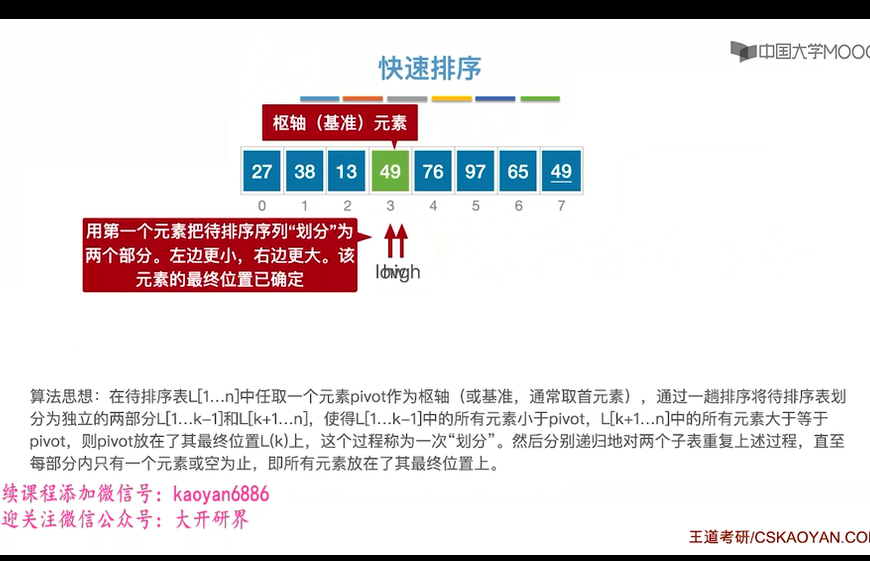 中国大学MOOC
快速排序
枢轴（基准）元素
27 38 13 49 76 97 65 49
0 1 2 3 4 5 6 7
用第一个元素把待排序序列“划分”为
两个部分。左边更小，右边更大。该
元素的最终位置已确定
low high
算法思想：在待排序表L[1…n]中任取一个元素pivot作为枢轴（或基准，通常取首元素），通过一趟排序将待排序表划
分为独立的两部分L[1…k-1]和L[k+1…n]，使得L[1…k-1]中的所有元素小于pivot，L[k+1…n]中的所有元素大于等于
pivot，则pivot放在了其最终位置L(k)上，这个过程称为一次“划分”。然后分别递归地对两个子表重复上述过程，直至
每部分内只有一个元素或空为止，即所有元素放在了其最终位置上。
续课程添加微信号：kaoyan6886
迎关注微信公众号：大开研界
王道考研/CSKAOYAN.COM